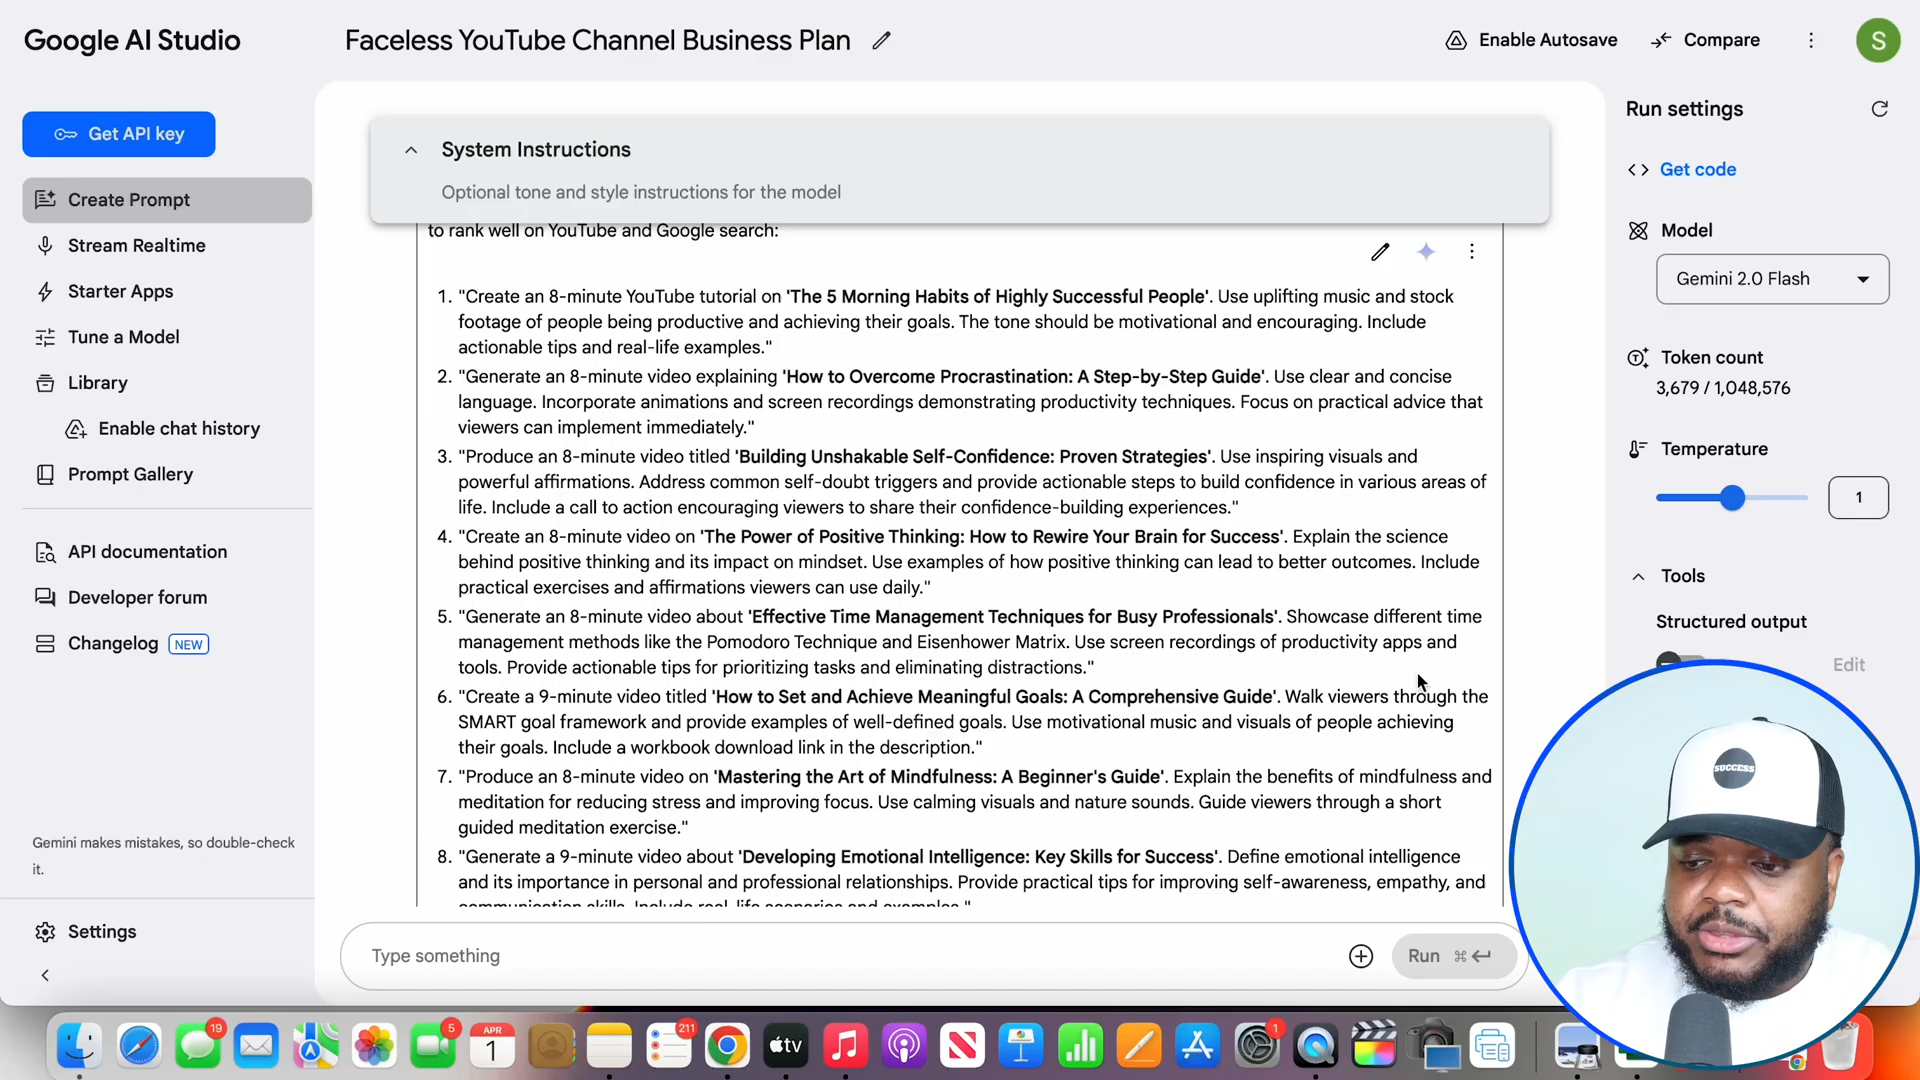 Google AI Studio
Faceless YouTube Channel Business Plan
Enable Autosave
Compare
S
Get API key
Create Prompt
Stream Realtime
Starter Apps
Tune a Model
Library
Enable chat history
Prompt Gallery
API documentation
Developer forum
Changelog NEW
Gemini makes mistakes, so double-check
it.
Settings
System Instructions
Optional tone and style instructions for the model
to rank well on YouTube and Google search:
1. "Create an 8-minute YouTube tutorial on 'The 5 Morning Habits of Highly Successful People'. Use uplifting music and stock
footage of people being productive and achieving their goals. The tone should be motivational and encouraging. Include
actionable tips and real-life examples."
2. "Generate an 8-minute video explaining 'How to Overcome Procrastination: A Step-by-Step Guide'. Use clear and concise
language. Incorporate animations and screen recordings demonstrating productivity techniques. Focus on practical advice that
viewers can implement immediately."
3. "Produce an 8-minute video titled 'Building Unshakable Self-Confidence: Proven Strategies'. Use inspiring visuals and
powerful affirmations. Address common self-doubt triggers and provide actionable steps to build confidence in various areas of
life. Include a call to action encouraging viewers to share their confidence-building experiences."
4. "Create an 8-minute video on 'The Power of Positive Thinking: How to Rewire Your Brain for Success'. Explain the science
behind positive thinking and its impact on mindset. Use examples of how positive thinking can lead to better outcomes. Include
practical exercises and affirmations viewers can use daily."
5. "Generate an 8-minute video about 'Effective Time Management Techniques for Busy Professionals'. Showcase different time
management methods like the Pomodoro Technique and Eisenhower Matrix. Use screen recordings of productivity apps and
tools. Provide actionable tips for prioritizing tasks and eliminating distractions."
6. "Create a 9-minute video titled 'How to Set and Achieve Meaningful Goals: A Comprehensive Guide'. Walk viewers through the
SMART goal framework and provide examples of well-defined goals. Use motivational music and visuals of people achieving
their goals. Include a workbook download link in the description."
7. "Produce an 8-minute video on 'Mastering the Art of Mindfulness: A Beginner's Guide'. Explain the benefits of mindfulness and
meditation for reducing stress and improving focus. Use calming visuals and nature sounds. Guide viewers through a short
guided meditation exercise."
8. "Generate a 9-minute video about 'Developing Emotional Intelligence: Key Skills for Success'. Define emotional intelligence
and its importance in personal and professional relationships. Provide practical tips for improving self-awareness, empathy, and
communication skills. Include real-life scenarios and examples."
Type something
Run ⌘
Run settings
Get code
Model
Gemini 2.0 Flash
Token count
3,679 / 1,048,576
Temperature
1
Tools
Structured output
Edit
SUCCESS
19
5
APR
1
211
tv
1